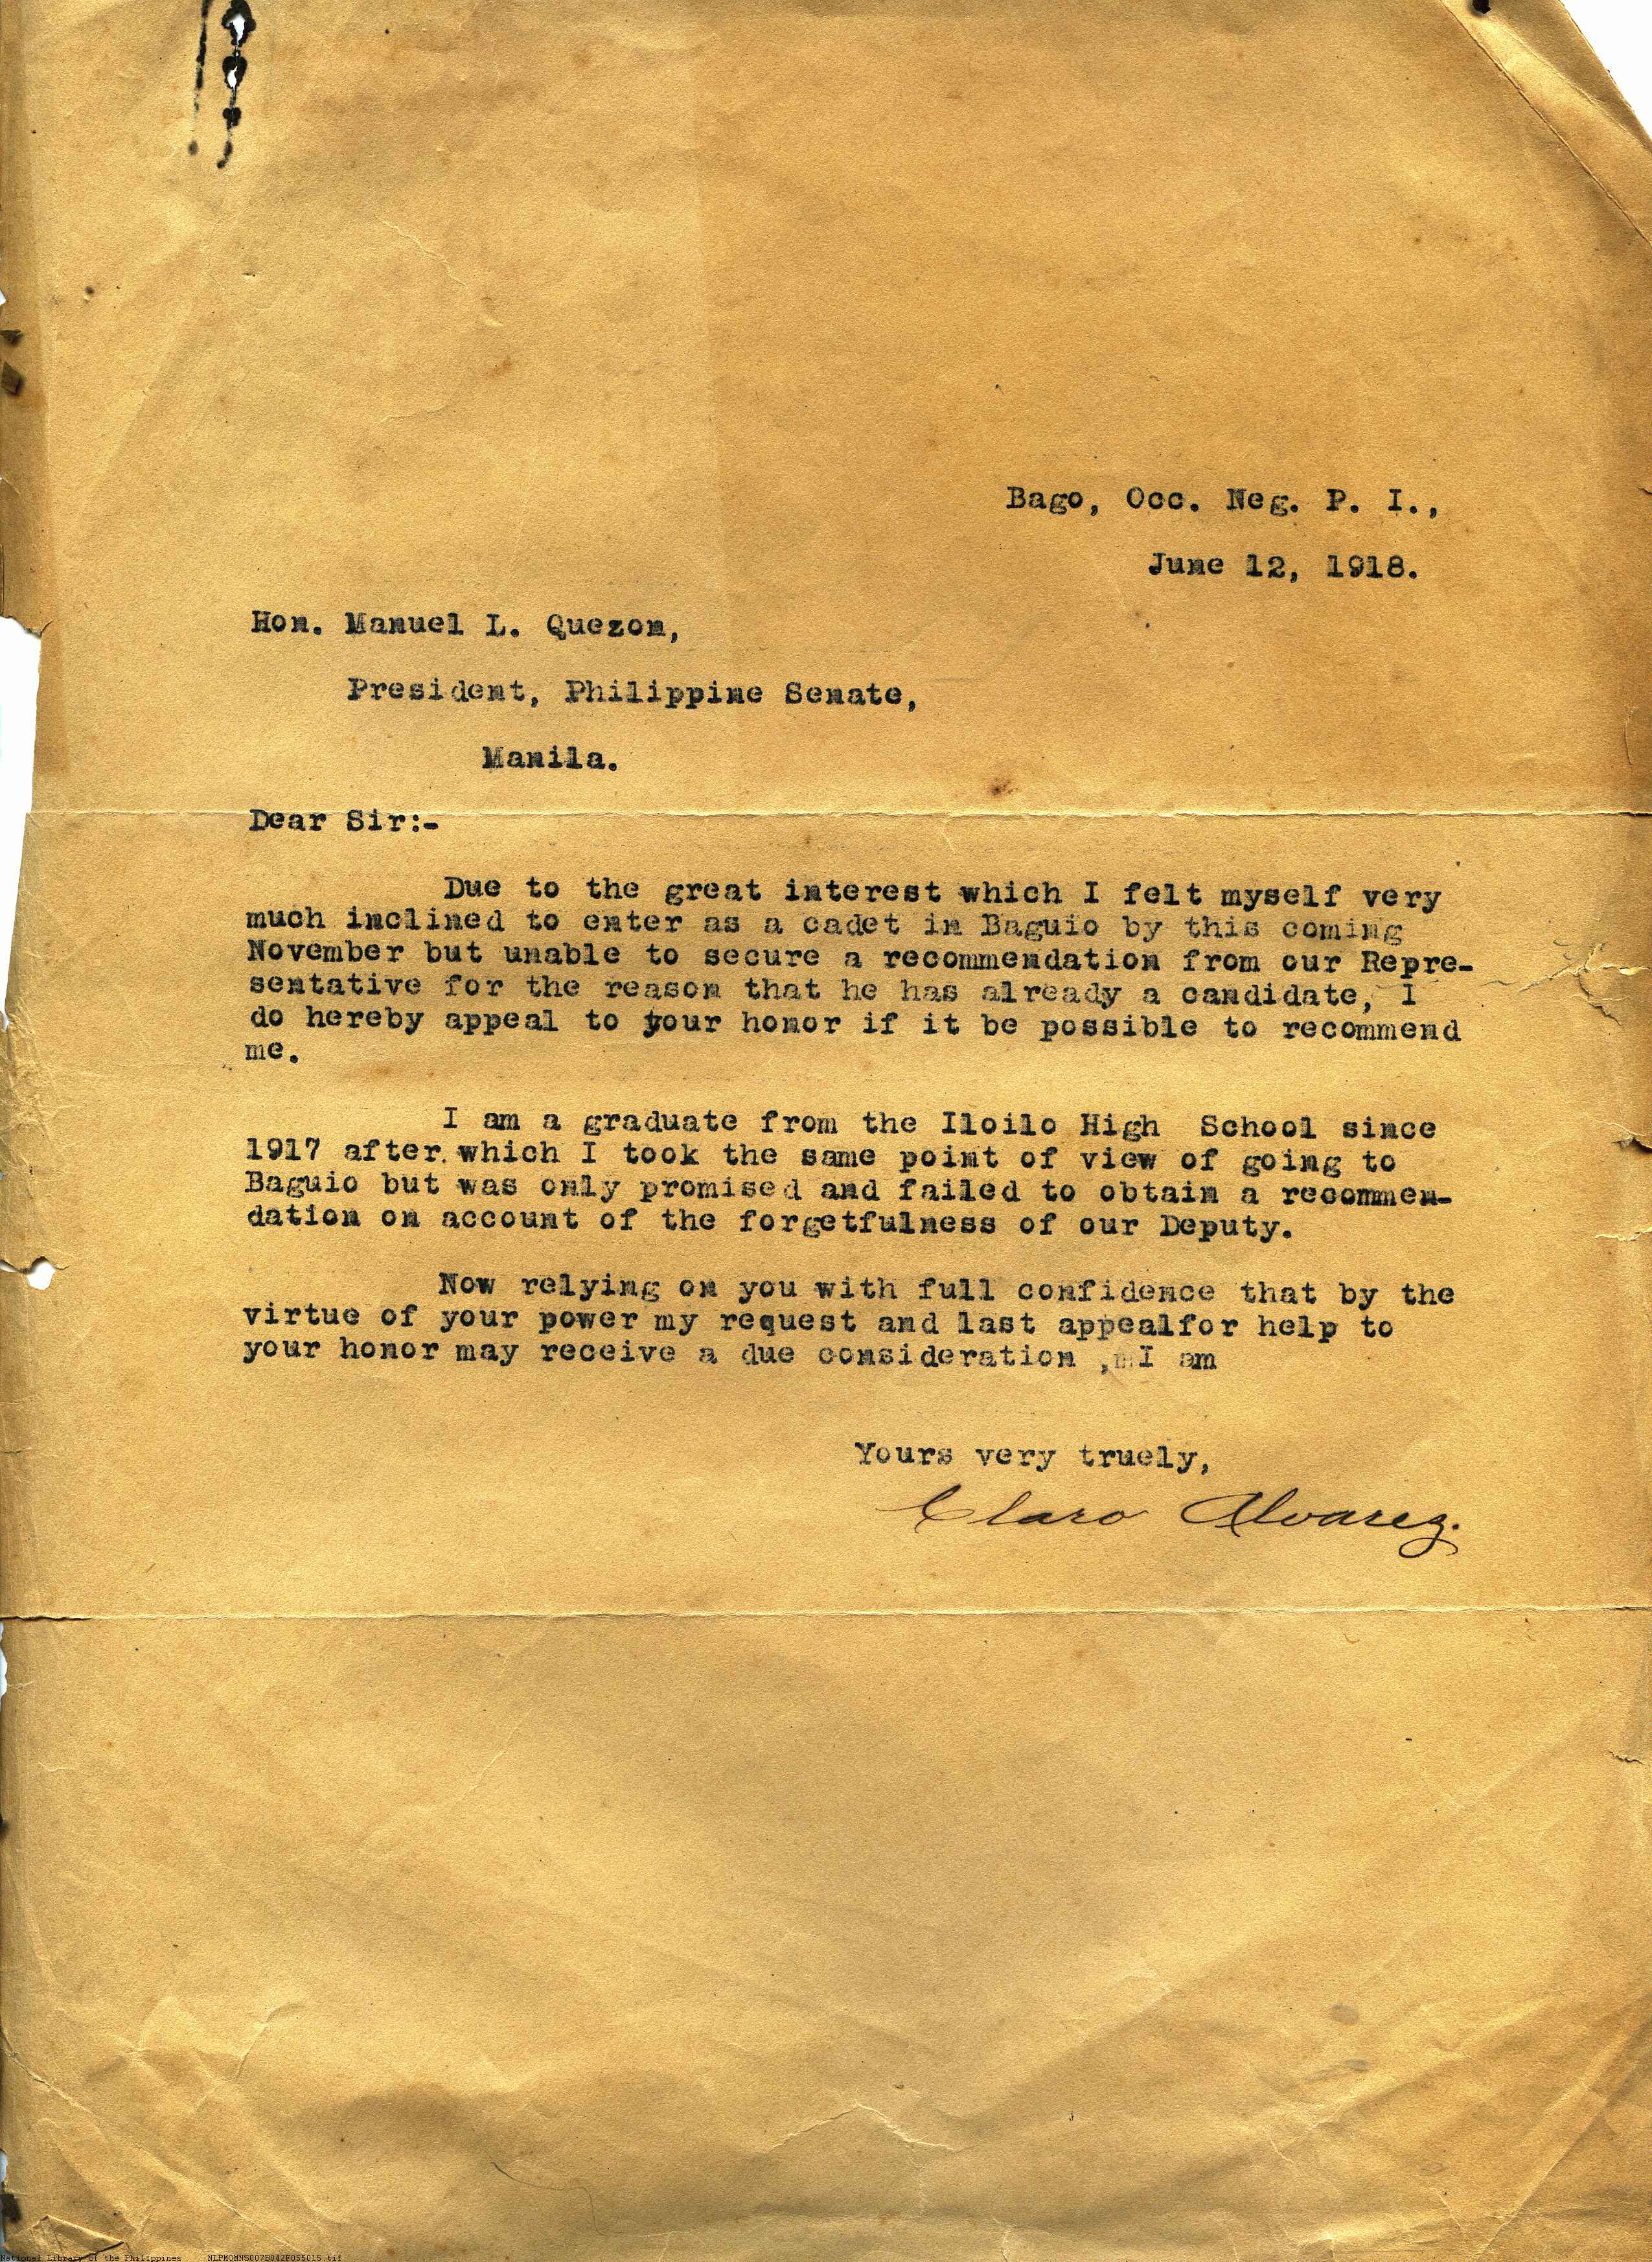 Bago, Occ. Neg. P. I.,
June 12, 1918.
Hon. Manuel L. Quezon,
President, Philippine Senate,
Manila.
Dear Sir:-
Due to the great interest which I felt myself very
much inclined to enter as a cadet in Baguio by this coming
November but unable to secure a recommendation from our Repre-
sentative for the reason that he has already a candidate, I
do hereby appeal to your honor if it be possible to recommend
me.
I am a graduate from the Iloilo High School since
1917 after which I took the same point of view of going to
Baguio but was only promised and failed to obtain a recommen-
dation on account of the forgetfulness of our Deputy.
Now relying on you with full confidence that by the
virtue of your power my request and last appealfor help to
your honor may receive a due consideration , I am
Yours very truely,
Claro Alvarez.
National Library of the Philippines NLPMQMNS007B042F055015.tif